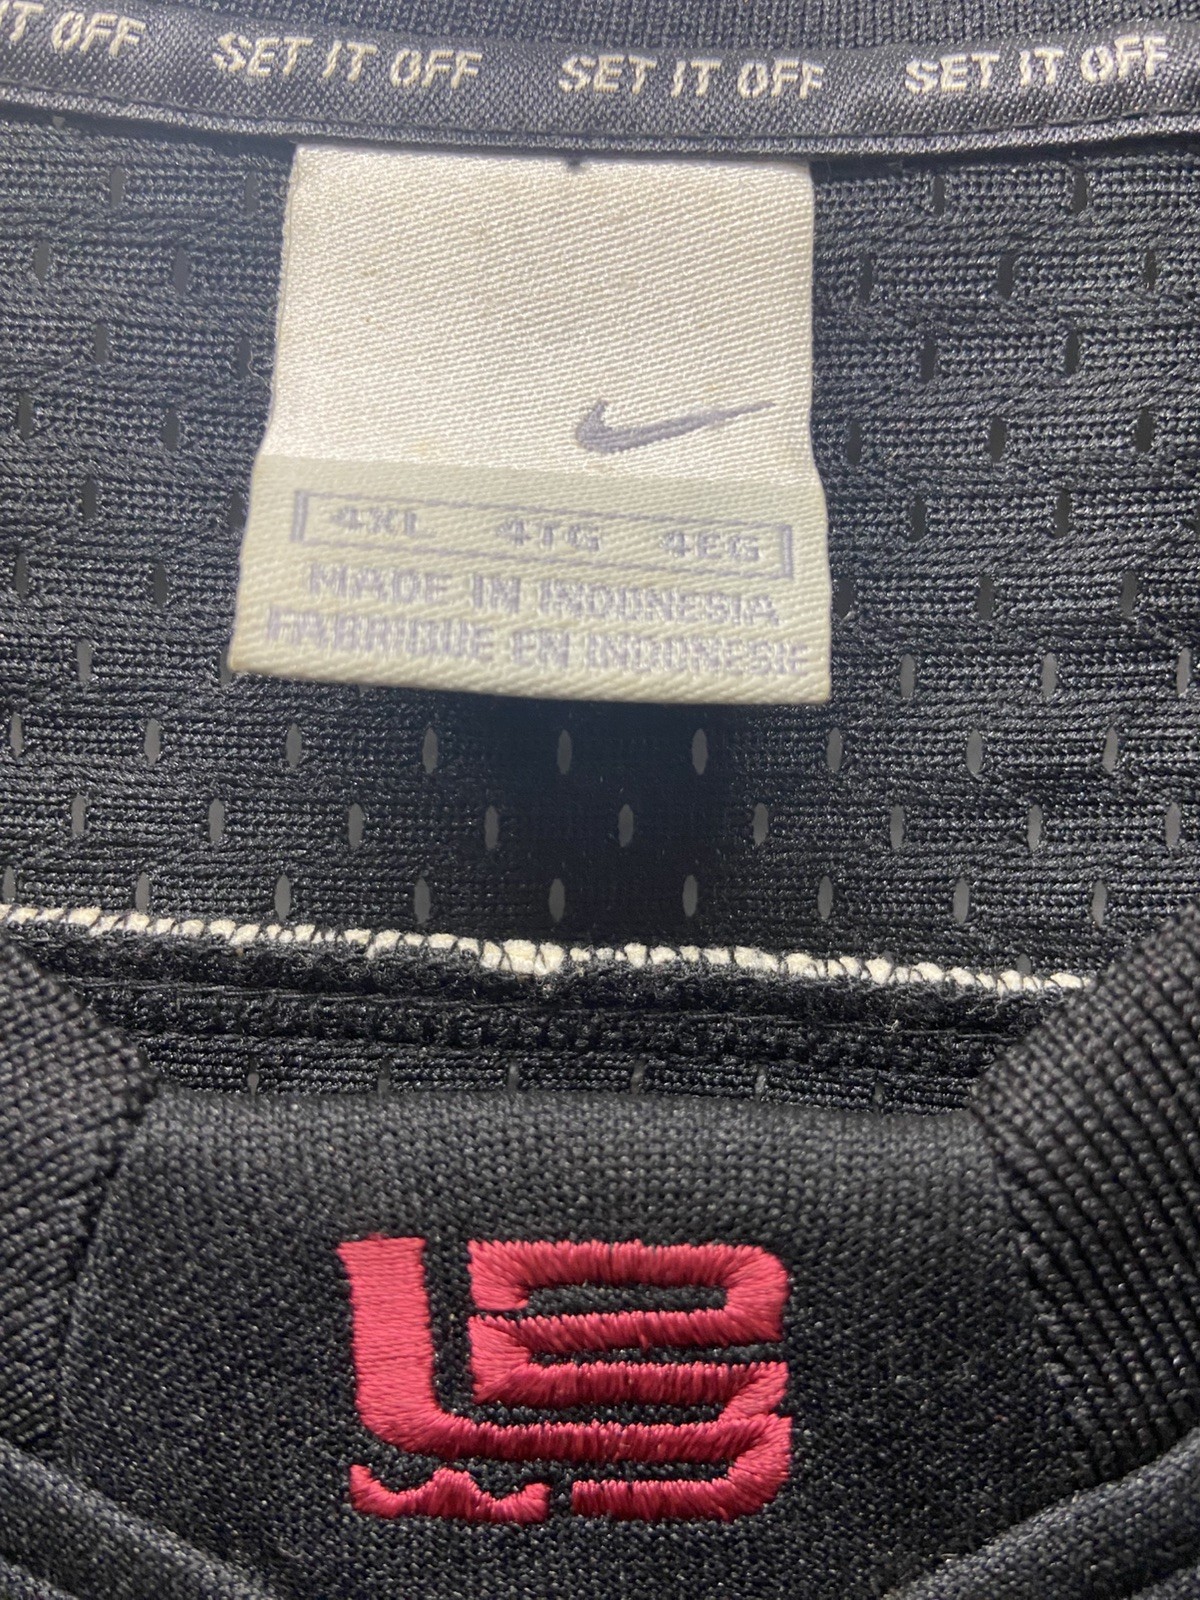 IT OFF SET IT OFF SET IT OFF SET IT OFF
4XL 4TG 4EG
MADE IN INDONESIA
FABRIQUE EN INDONESIE